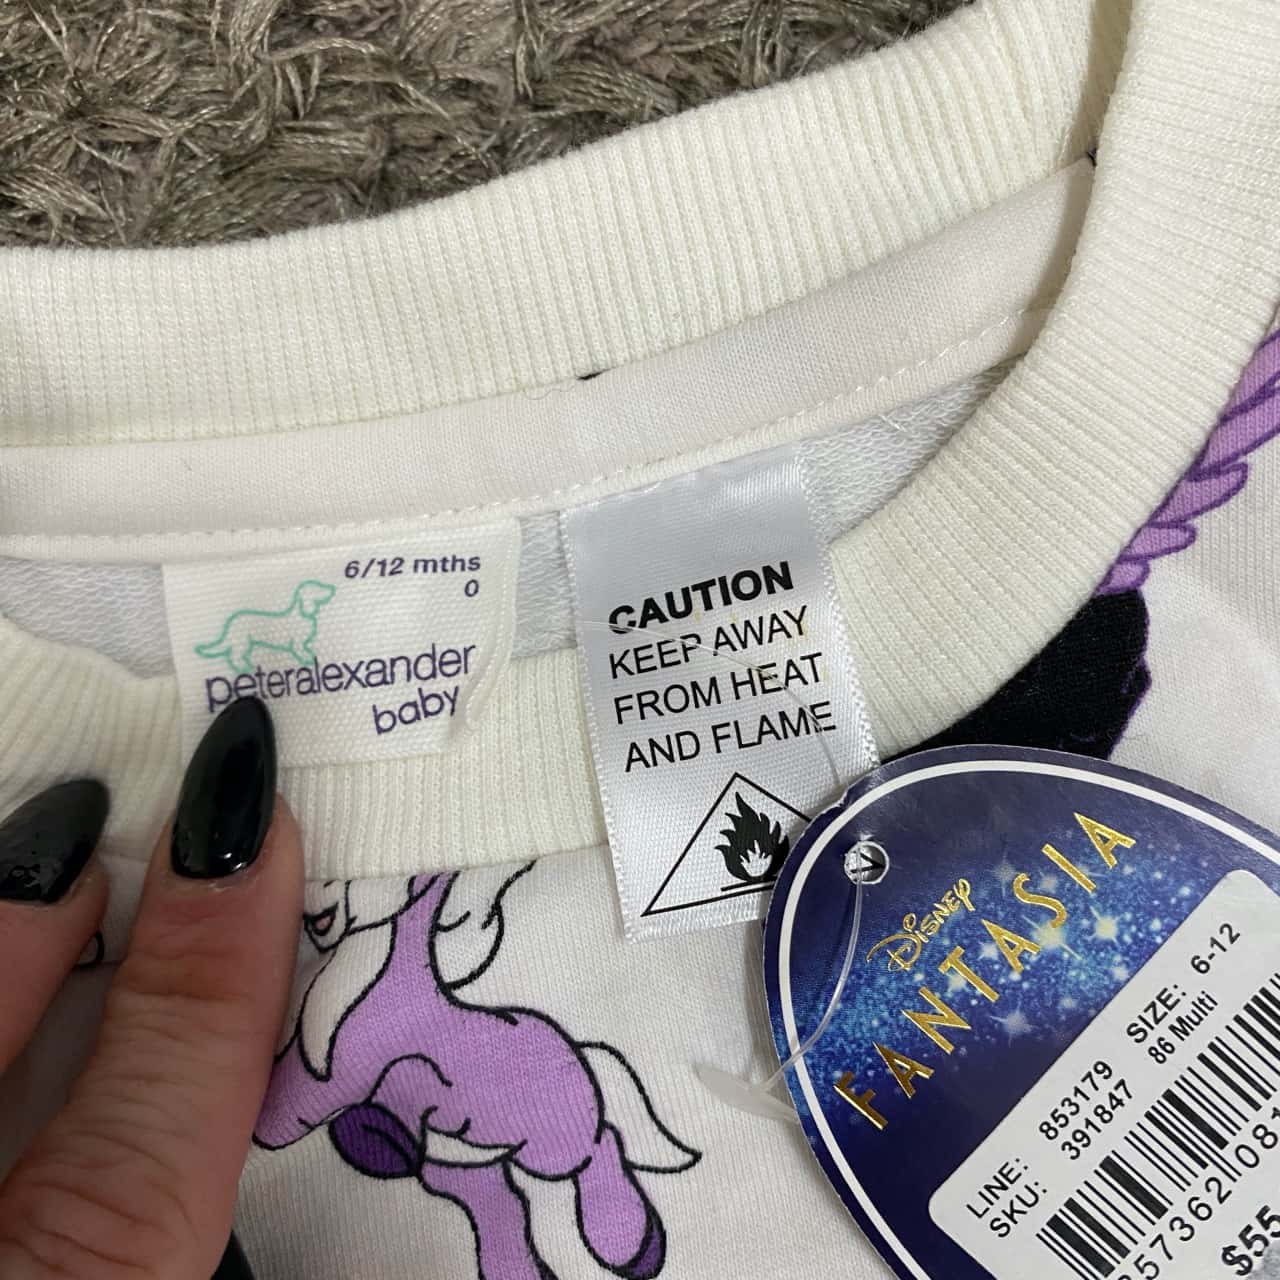 6/12 mths
0
peteralexander
baby
CAUTION
KEEP AWAY
FROM HEAT
AND FLAME
DISNEY
FANTASIA
LINE: 853179 SIZE: 6-12
SKU: 391847 86 Multi
$55